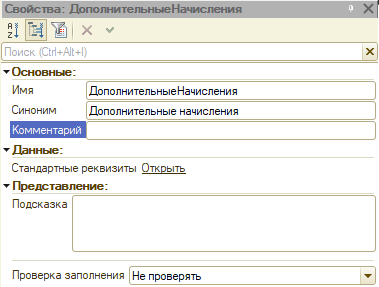 Свойства: ДополнительныеНачисления
Поиск (Ctrl+Alt+I)
Основные:
Имя ДополнительныеНачисления
Синоним Дополнительные начисления
Комментарий
Данные:
Стандартные реквизиты Открыть
Представление:
Подсказка
Проверка заполнения Не проверять